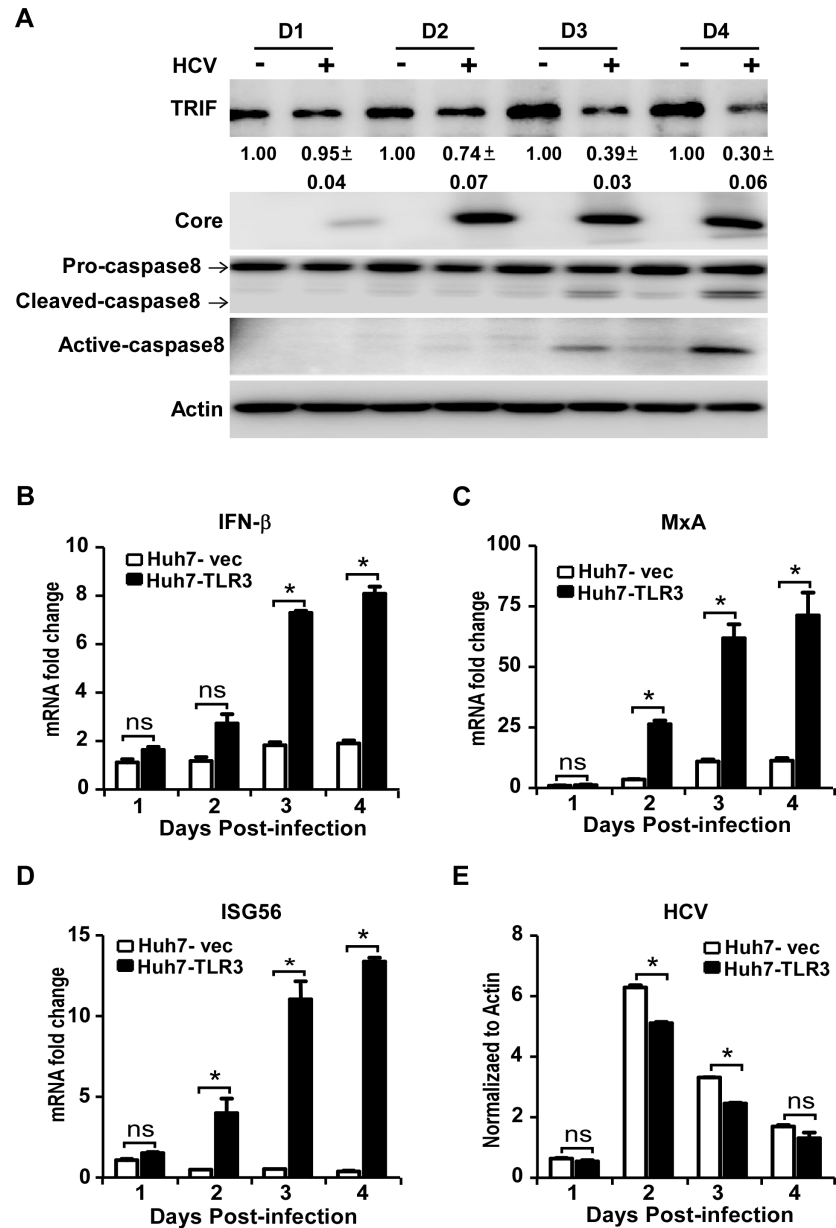 A
D1 D2 D3 D4
HCV - + - + - + - +
TRIF
1.00 0.95± 1.00 0.74± 1.00 0.39± 1.00 0.30±
0.04 0.07 0.03 0.06
Core
Pro-caspase8 →
Cleaved-caspase8 →
Active-caspase8
Actin
B
IFN-β
Huh7- vec
Huh7-TLR3
mRNA fold change
10
8
6
4
2
0
ns
ns
*
*
1 2 3 4
Days Post-infection
C
MxA
Huh7- vec
Huh7-TLR3
mRNA fold change
100
75
50
25
0
ns
*
*
*
1 2 3 4
Days Post-infection
D
ISG56
Huh7- vec
Huh7-TLR3
mRNA fold change
15
10
5
0
ns
*
*
*
1 2 3 4
Days Post-infection
E
HCV
Huh7- vec
Huh7-TLR3
Normalizaed to Actin
8
6
4
2
0
ns
*
*
ns
1 2 3 4
Days Post-infection